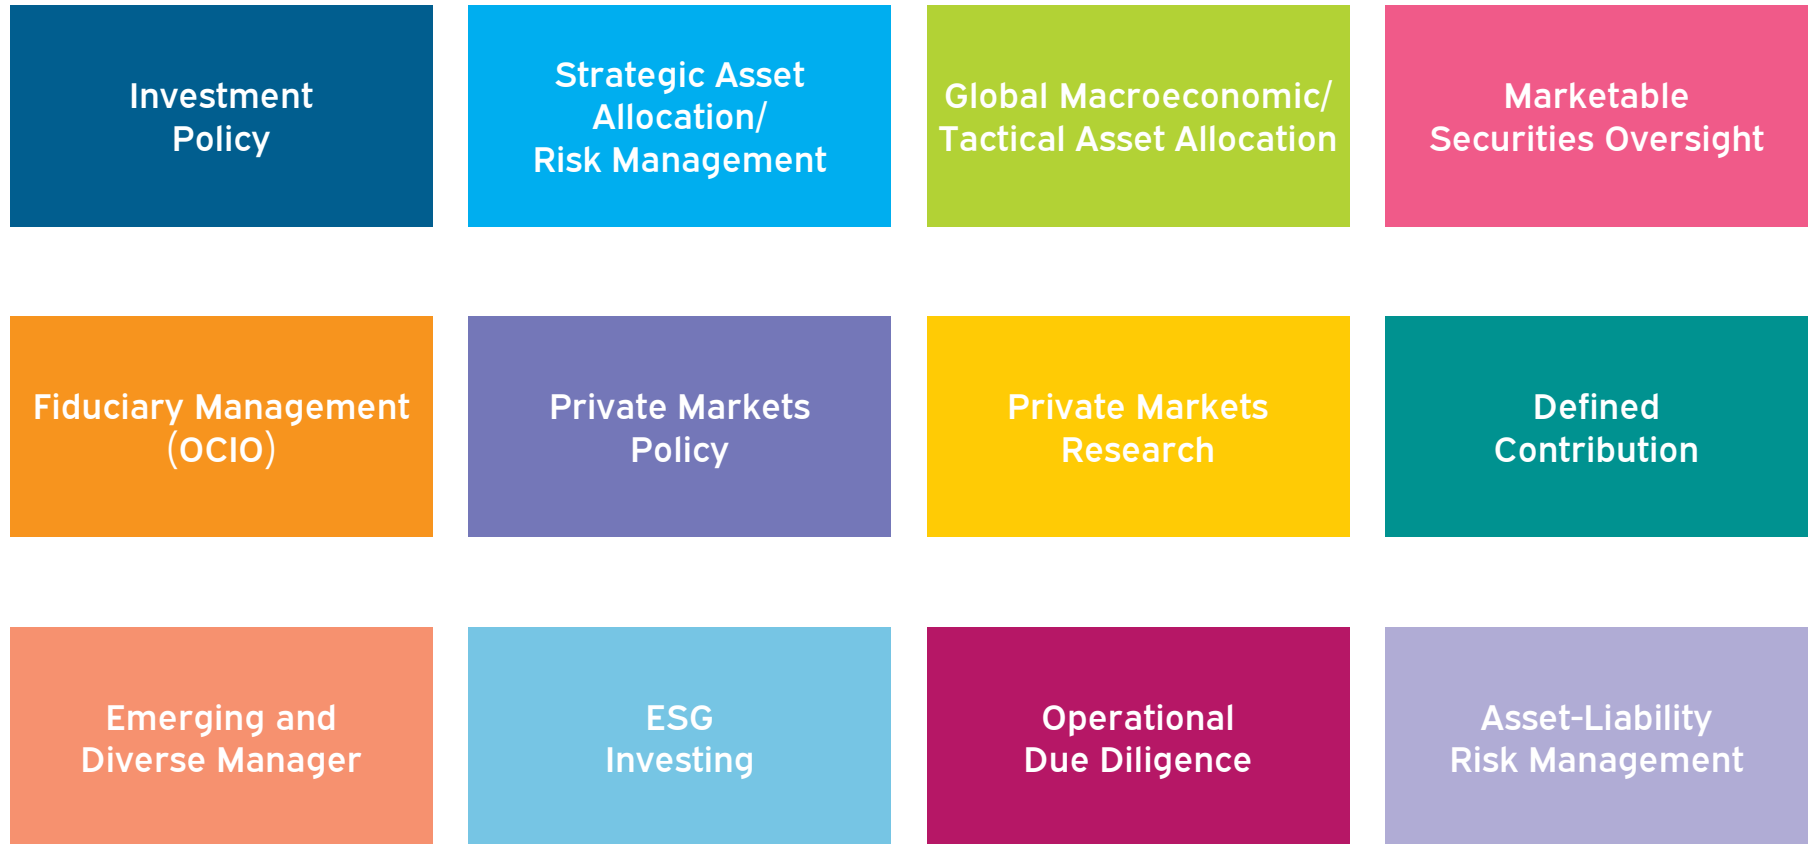 Investment
Policy
Strategic Asset
Allocation/
Risk Management
Global Macroeconomic/
Tactical Asset Allocation
Marketable
Securities Oversight
Fiduciary Management
(OCIO)
Private Markets
Policy
Private Markets
Research
Defined
Contribution
Emerging and
Diverse Manager
ESG
Investing
Operational
Due Diligence
Asset-Liability
Risk Management